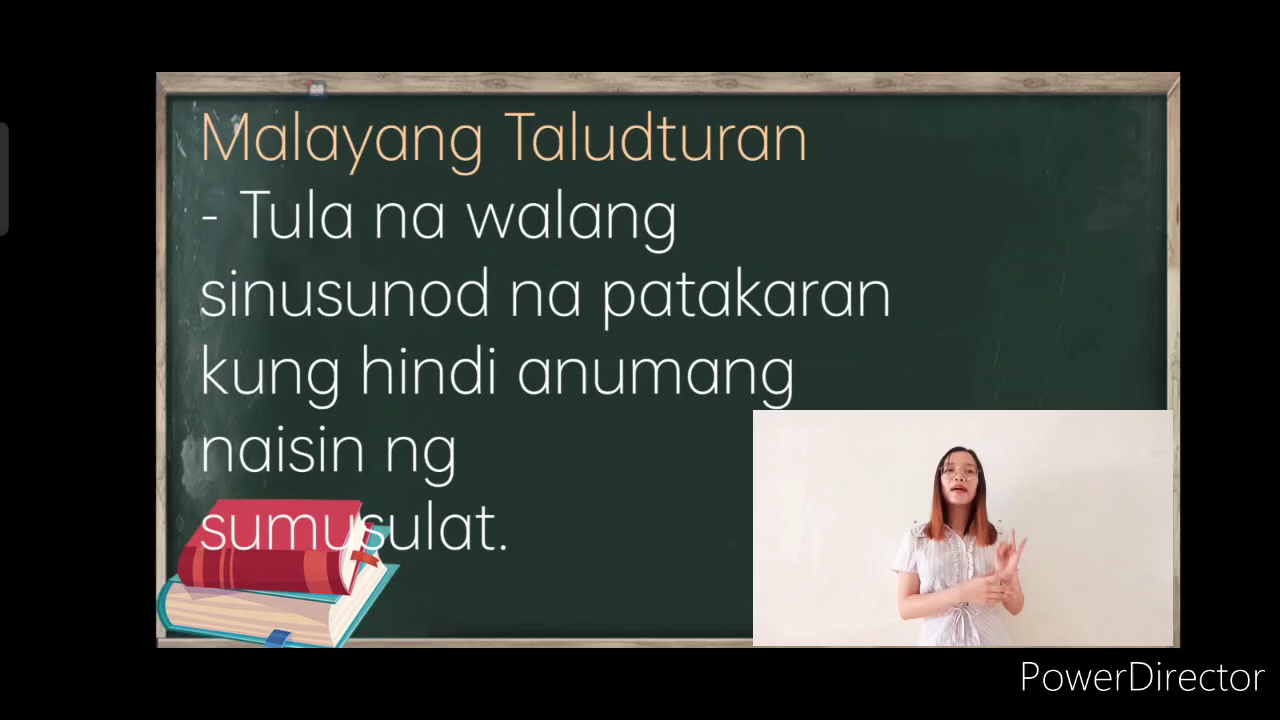 Malayang Taludturan
- Tula na walang
sinusunod na patakaran
kung hindi anumang
naisin ng
sumusulat.
PowerDirector